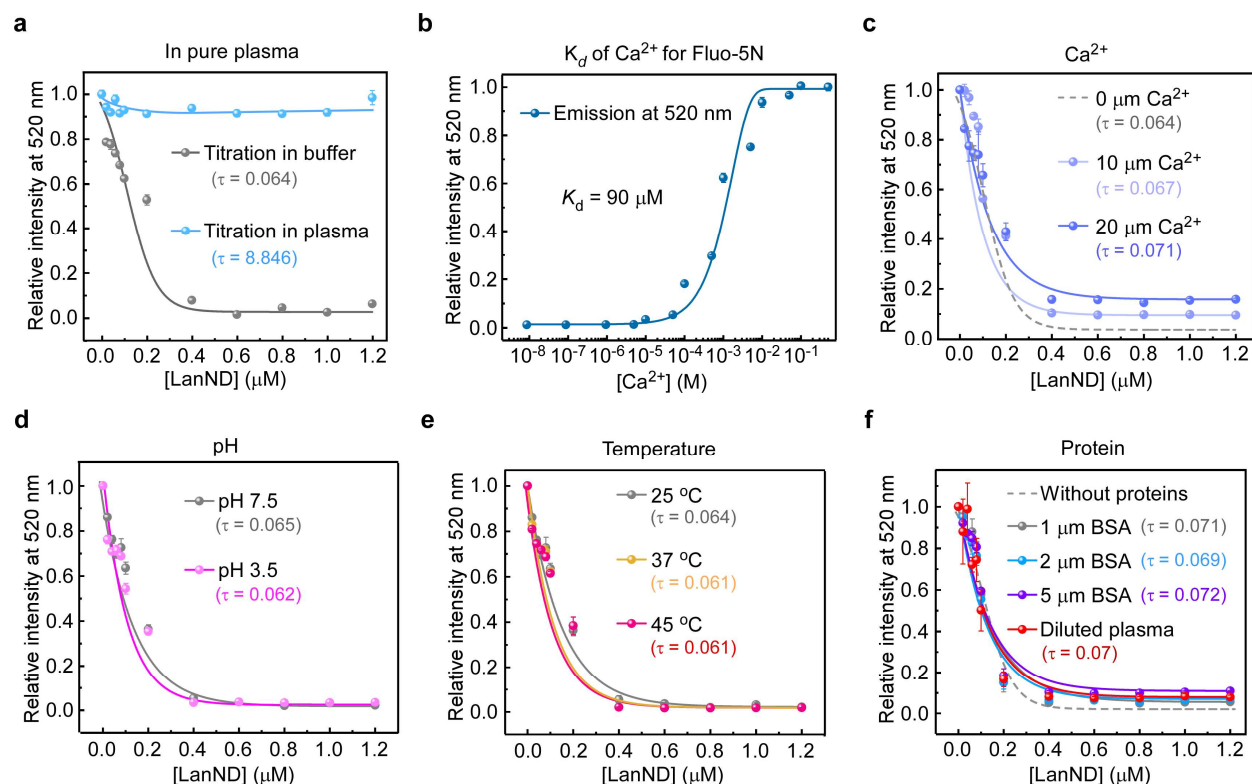 a
In pure plasma
Relative intensity at 520 nm
1.0
0.8
0.6
0.4
0.2
0.0
Titration in buffer
(τ = 0.064)
Titration in plasma
(τ = 8.846)
0.0 0.2 0.4 0.6 0.8 1.0 1.2
[LanND] (μM)
b
K_d of Ca²⁺ for Fluo-5N
Relative intensity at 520 nm
1.0
0.8
0.6
0.4
0.2
0.0
Emission at 520 nm
K_d = 90 μM
10⁻⁸ 10⁻⁷ 10⁻⁶ 10⁻⁵ 10⁻⁴ 10⁻³ 10⁻² 10⁻¹
[Ca²⁺] (M)
c
Ca²⁺
Relative intensity at 520 nm
1.0
0.8
0.6
0.4
0.2
0.0
0 μm Ca²⁺
(τ = 0.064)
10 μm Ca²⁺
(τ = 0.067)
20 μm Ca²⁺
(τ = 0.071)
0.0 0.2 0.4 0.6 0.8 1.0 1.2
[LanND] (μM)
d
pH
Relative intensity at 520 nm
1.0
0.8
0.6
0.4
0.2
0.0
pH 7.5
(τ = 0.065)
pH 3.5
(τ = 0.062)
0.0 0.2 0.4 0.6 0.8 1.0 1.2
[LanND] (μM)
e
Temperature
Relative intensity at 520 nm
1.0
0.8
0.6
0.4
0.2
0.0
25 ºC
(τ = 0.064)
37 ºC
(τ = 0.061)
45 ºC
(τ = 0.061)
0.0 0.2 0.4 0.6 0.8 1.0 1.2
[LanND] (μM)
f
Protein
Relative intensity at 520 nm
1.0
0.8
0.6
0.4
0.2
0.0
Without proteins
1 μm BSA (τ = 0.071)
2 μm BSA (τ = 0.069)
5 μm BSA (τ = 0.072)
Diluted plasma
(τ = 0.07)
0.0 0.2 0.4 0.6 0.8 1.0 1.2
[LanND] (μM)